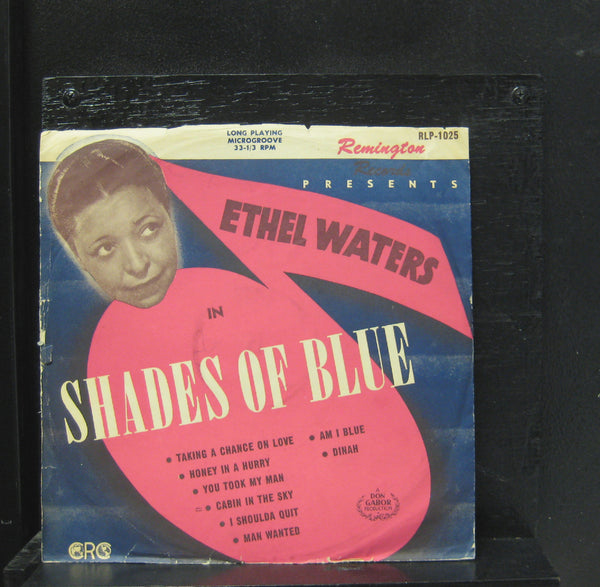 LONG PLAYING
MICROGROOVE
33-1/3 RPM
RLP-1025
Remington
Records
PRESENTS
ETHEL WATERS
IN
SHADES OF BLUE
• TAKING A CHANCE ON LOVE
• HONEY IN A HURRY
• YOU TOOK MY MAN
• CABIN IN THE SKY
• I SHOULDA QUIT
• MAN WANTED
• AM I BLUE
• DINAH
A
DON
GABOR
PRODUCTION
CRC